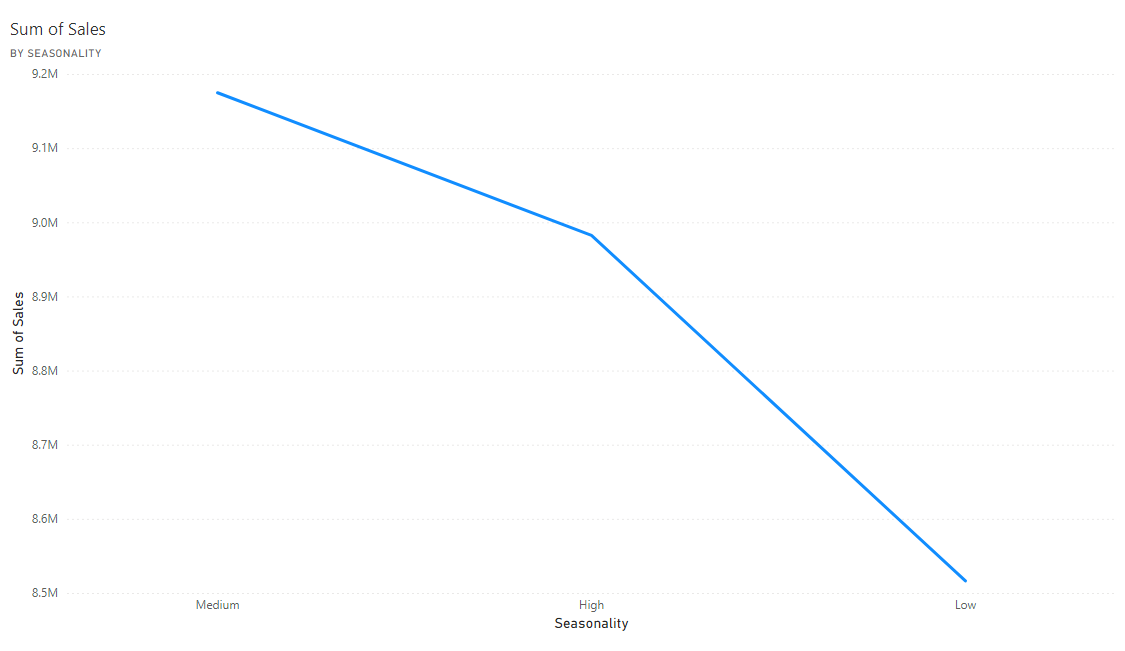 Sum of Sales
BY SEASONALITY
9.2M
9.1M
9.0M
8.9M
8.8M
8.7M
8.6M
8.5M
Sum of Sales
Medium
High
Low
Seasonality